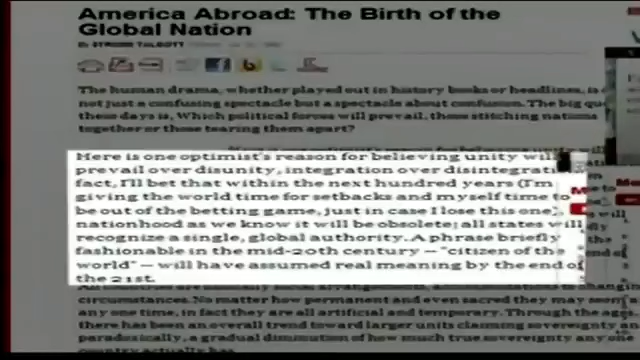 America Abroad: The Birth of the
Global Nation
By STROBE TALBOTT
The human drama, whether played out in history books or headlines, is
not just a confusing spectacle but a spectacle about confusion. The big
these days is, Which political forces will prevail, those stitching nations
together or those tearing them apart?
Here is one optimist's reason for believing unity will
prevail over disunity, integration over
fact, I'll bet that within the next hundred years (I'm
giving the world time for setbacks and myself time to
be out of the betting game, just in case I lose this one),
nationhood as we know it will be obsolete; all states will
recognize a single, global authority. A phrase briefly
fashionable in the mid-20th century -- "citizen of the
world" -- will have assumed real meaning by the end of
the 21st.
circumstances. No matter how permanent and even sacred they may seem
any one time, in fact they are all artificial and temporary. Through the
there has been an overall trend toward larger units claiming sovereignty
paradoxically, a gradual diminution of how much true sovereignty any one
country actually has.